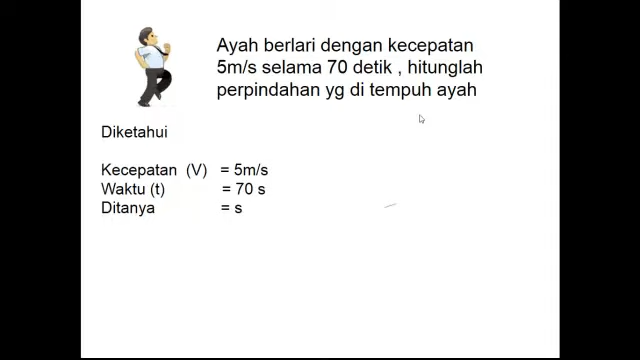 Ayah berlari dengan kecepatan
5m/s selama 70 detik , hitunglah
perpindahan yg di tempuh ayah
Diketahui
Kecepatan (V) = 5m/s
Waktu (t) = 70 s
Ditanya = s